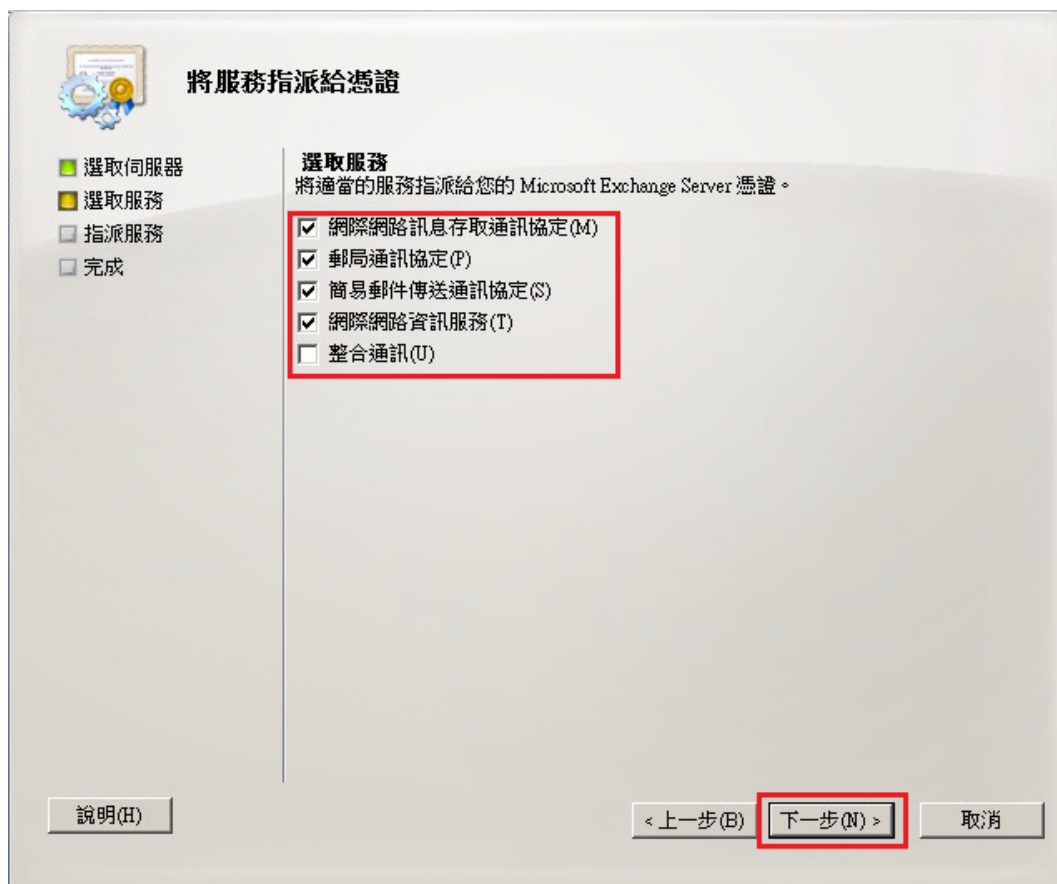 將服務指派給憑證
選取伺服器
選取服務
指派服務
完成
選取服務
將適當的服務指派給您的 Microsoft Exchange Server 憑證。
網際網路訊息存取通訊協定(M)
郵局通訊協定(P)
簡易郵件傳送通訊協定(S)
網際網路資訊服務(T)
整合通訊(U)
說明(H)
< 上一步(B)
下一步(N) >
取消